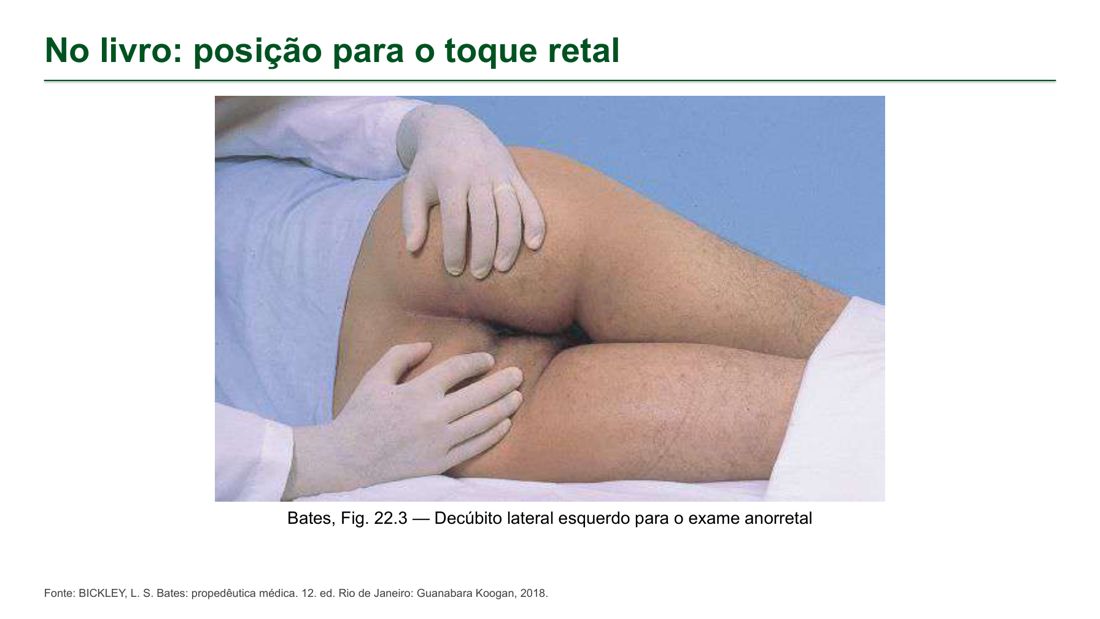 No livro: posição para o toque retal
Bates, Fig. 22.3 — Decúbito lateral esquerdo para o exame anorretal
Fonte: BICKLEY, L. S. Bates: propedêutica médica. 12. ed. Rio de Janeiro: Guanabara Koogan, 2018.